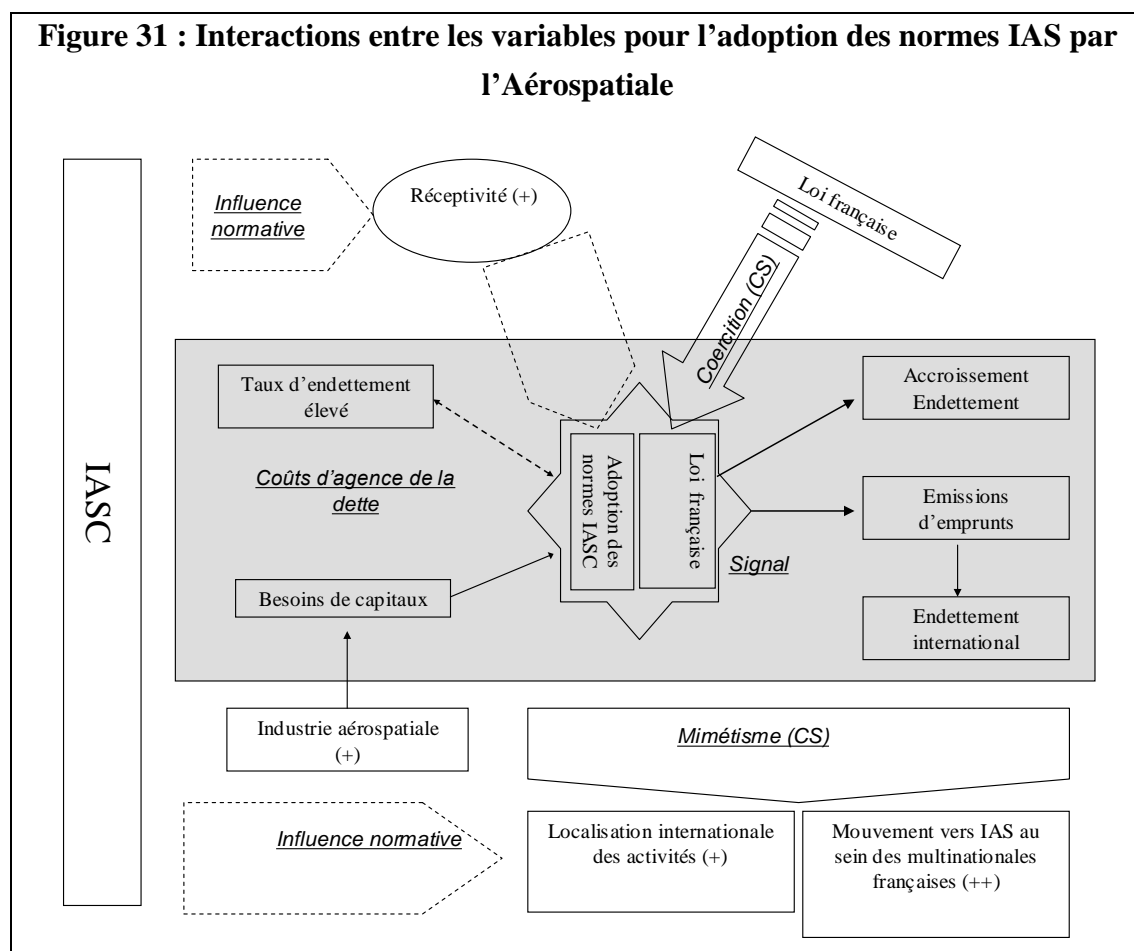 Figure 31 : Interactions entre les variables pour l’adoption des normes IAS par
l’Aérospatiale
IASC
Influence
normative
Réceptivité (+)
Loi française
Coercition (CS)
Taux d’endettement
élevé
Coûts d’agence de la
dette
Besoins de capitaux
Adoption des
normes IASC
Loi française
Signal
Accroissement
Endettement
Emissions
d’emprunts
Endettement
international
Industrie aérospatiale
(+)
Mimétisme (CS)
Influence normative
Localisation internationale
des activités (+)
Mouvement vers IAS au
sein des multinationales
françaises (++)